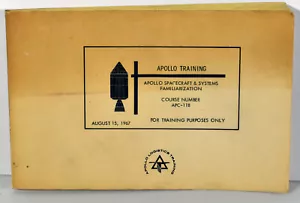 APOLLO TRAINING
APOLLO SPACECRAFT & SYSTEMS
FAMILIARIZATION
COURSE NUMBER
APC-118
AUGUST 15, 1967
FOR TRAINING PURPOSES ONLY
APOLLO LOGISTICS TRAINING